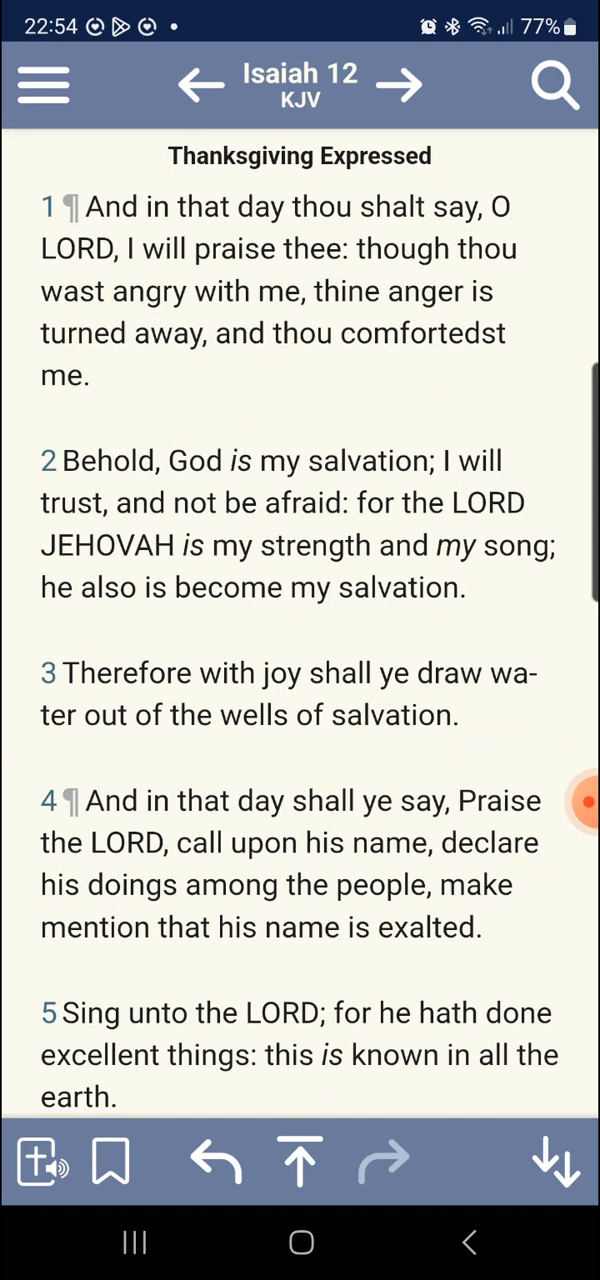 22:54 77%
Isaiah 12
KJV
Thanksgiving Expressed
1 ¶ And in that day thou shalt say, O
LORD, I will praise thee: though thou
wast angry with me, thine anger is
turned away, and thou comfortedst
me.
2 Behold, God is my salvation; I will
trust, and not be afraid: for the LORD
JEHOVAH is my strength and my song;
he also is become my salvation.
3 Therefore with joy shall ye draw wa-
ter out of the wells of salvation.
4 ¶ And in that day shall ye say, Praise
the LORD, call upon his name, declare
his doings among the people, make
mention that his name is exalted.
5 Sing unto the LORD; for he hath done
excellent things: this is known in all the
earth.